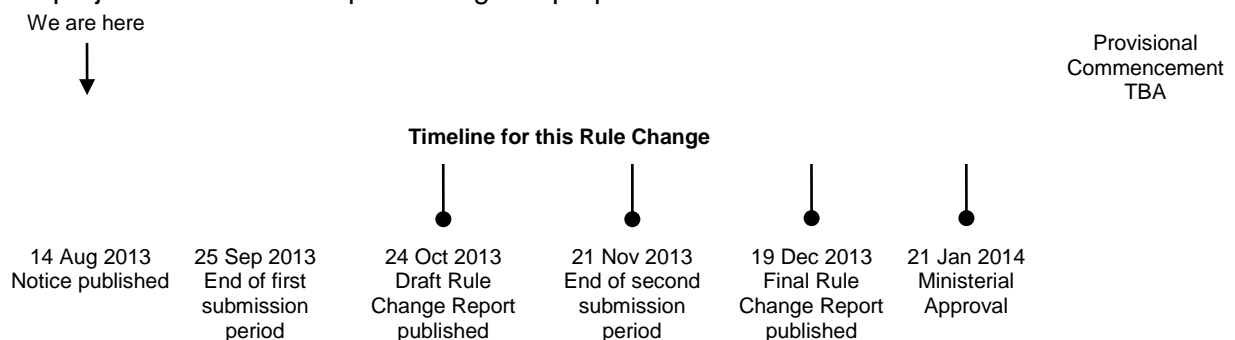 We are here
Provisional
Commencement
TBA
Timeline for this Rule Change
14 Aug 2013
Notice published
25 Sep 2013
End of first
submission
period
24 Oct 2013
Draft Rule
Change Report
published
21 Nov 2013
End of second
submission
period
19 Dec 2013
Final Rule
Change Report
published
21 Jan 2014
Ministerial
Approval